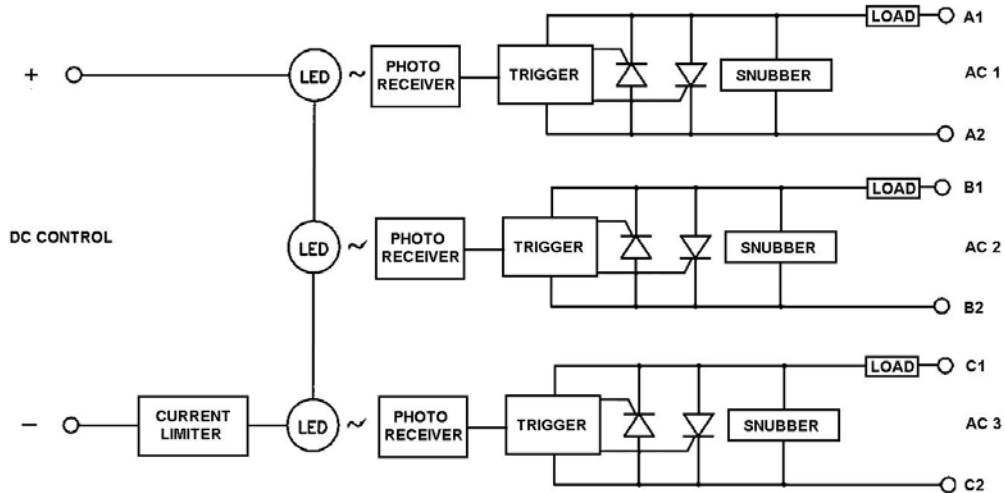 LOAD A1
+ LED ~ PHOTO RECEIVER TRIGGER SNUBBER AC 1
A2
LOAD B1
DC CONTROL LED ~ PHOTO RECEIVER TRIGGER SNUBBER AC 2
B2
LOAD C1
− CURRENT LIMITER LED ~ PHOTO RECEIVER TRIGGER SNUBBER AC 3
C2